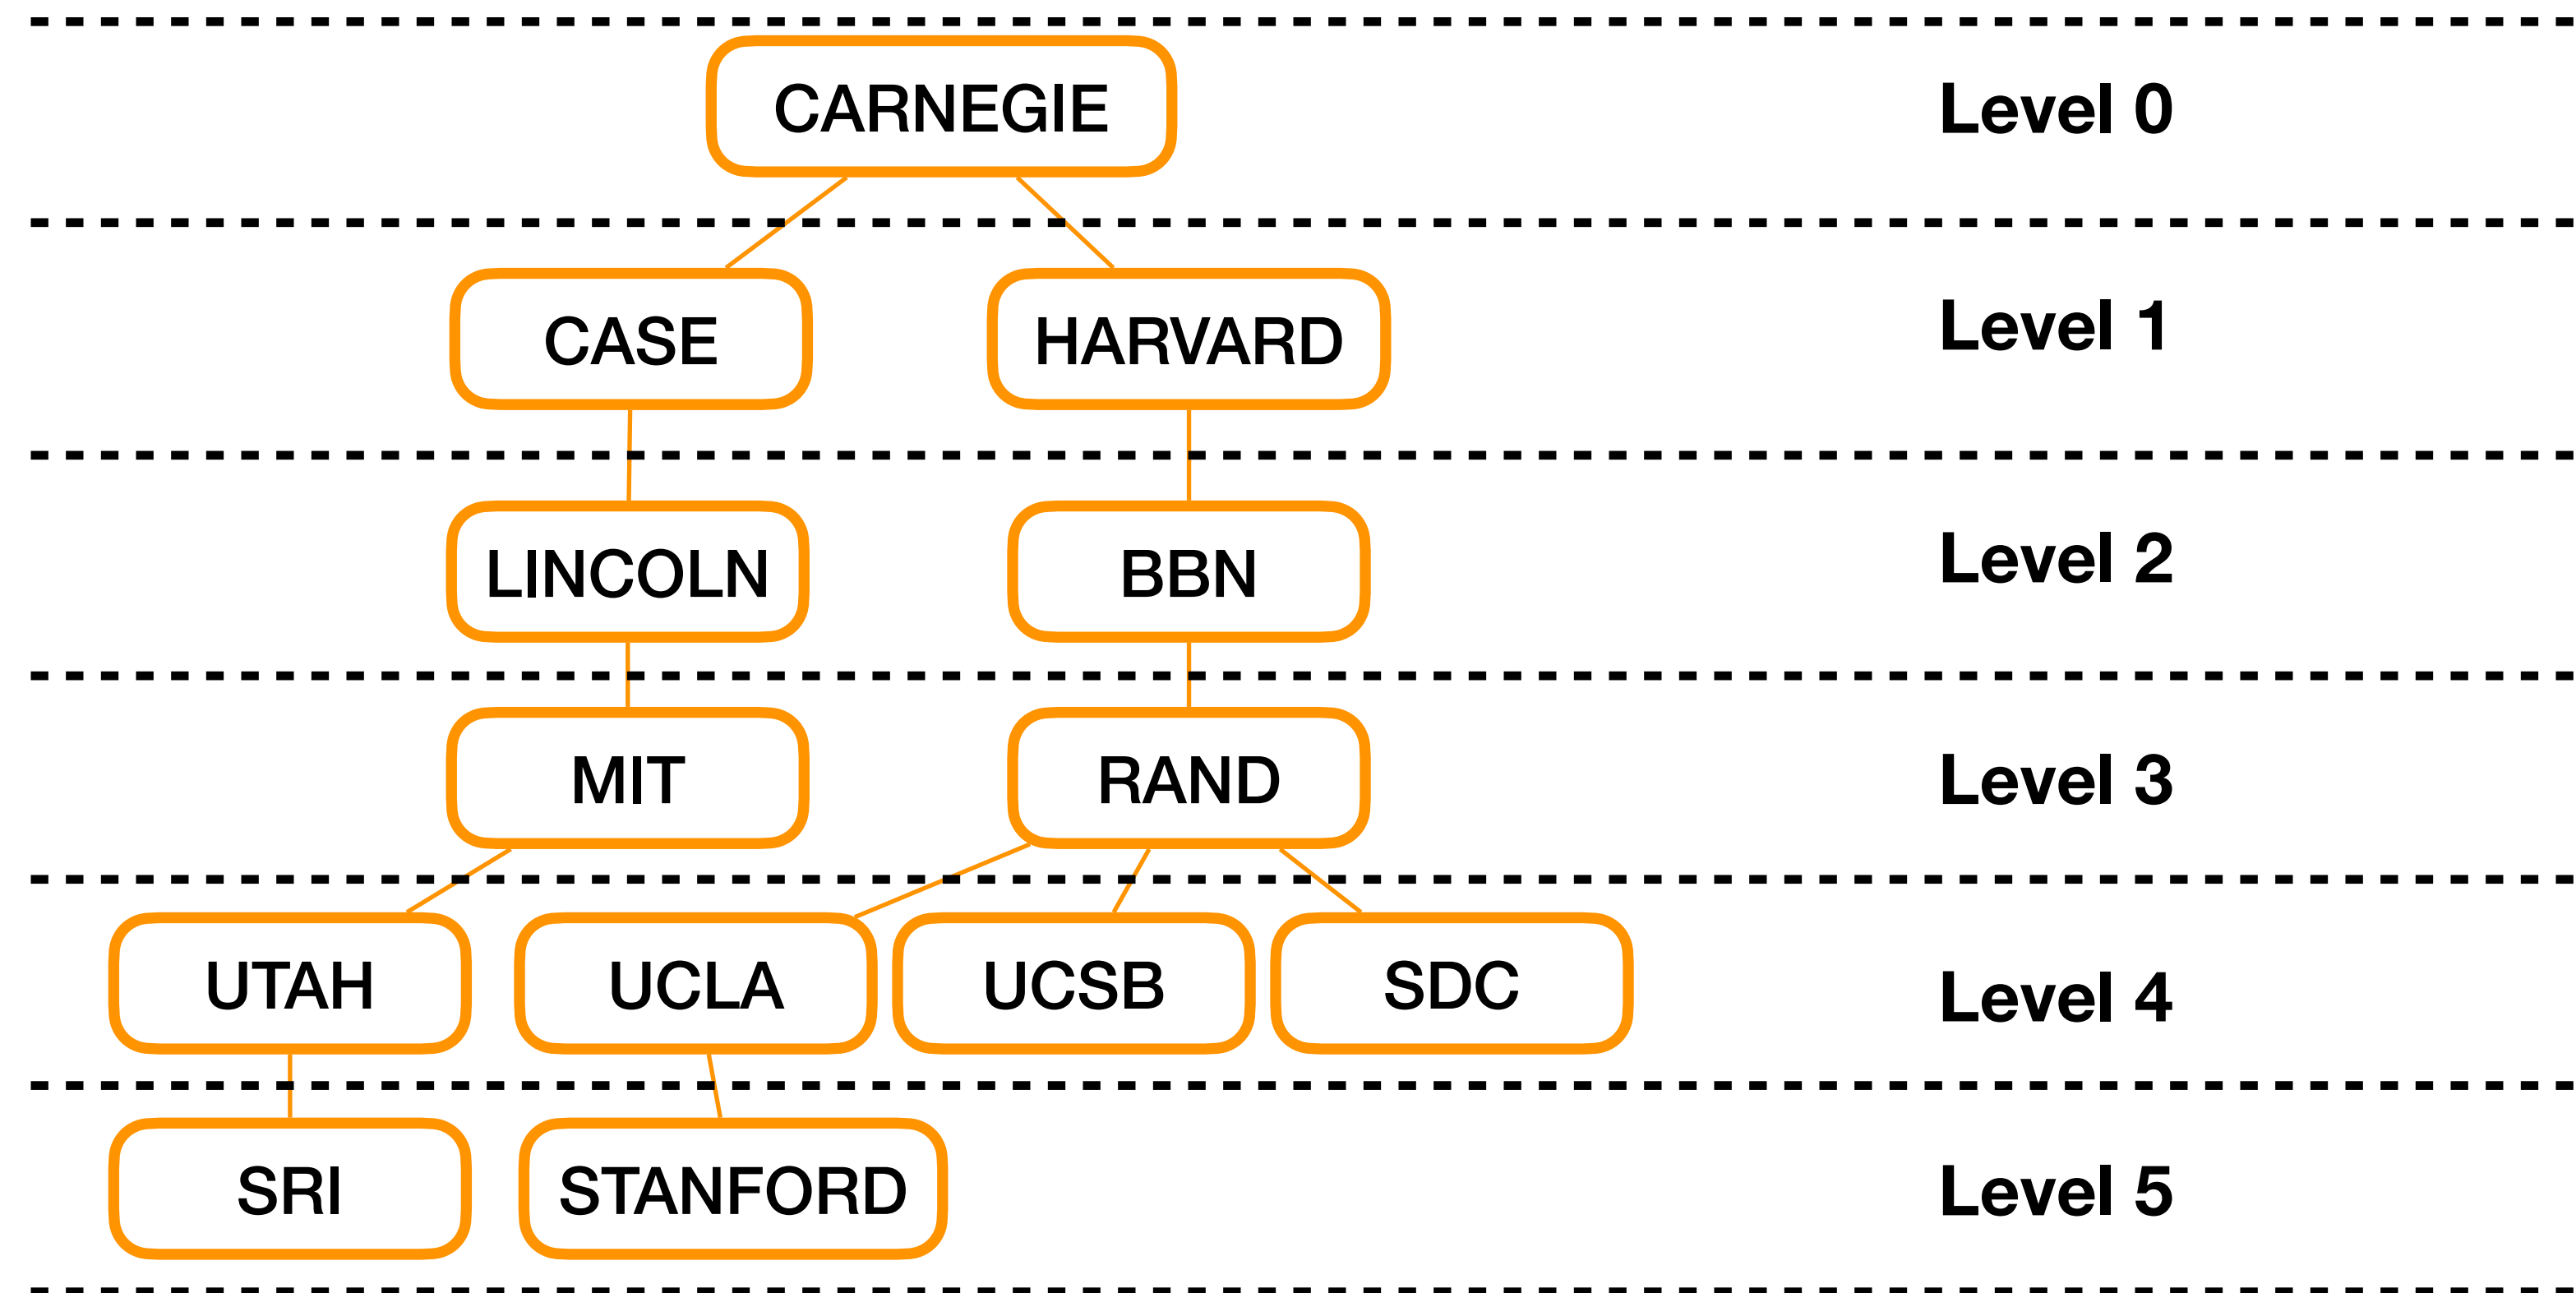 CARNEGIE Level 0
CASE HARVARD Level 1
LINCOLN BBN Level 2
MIT RAND Level 3
UTAH UCLA UCSB SDC Level 4
SRI STANFORD Level 5